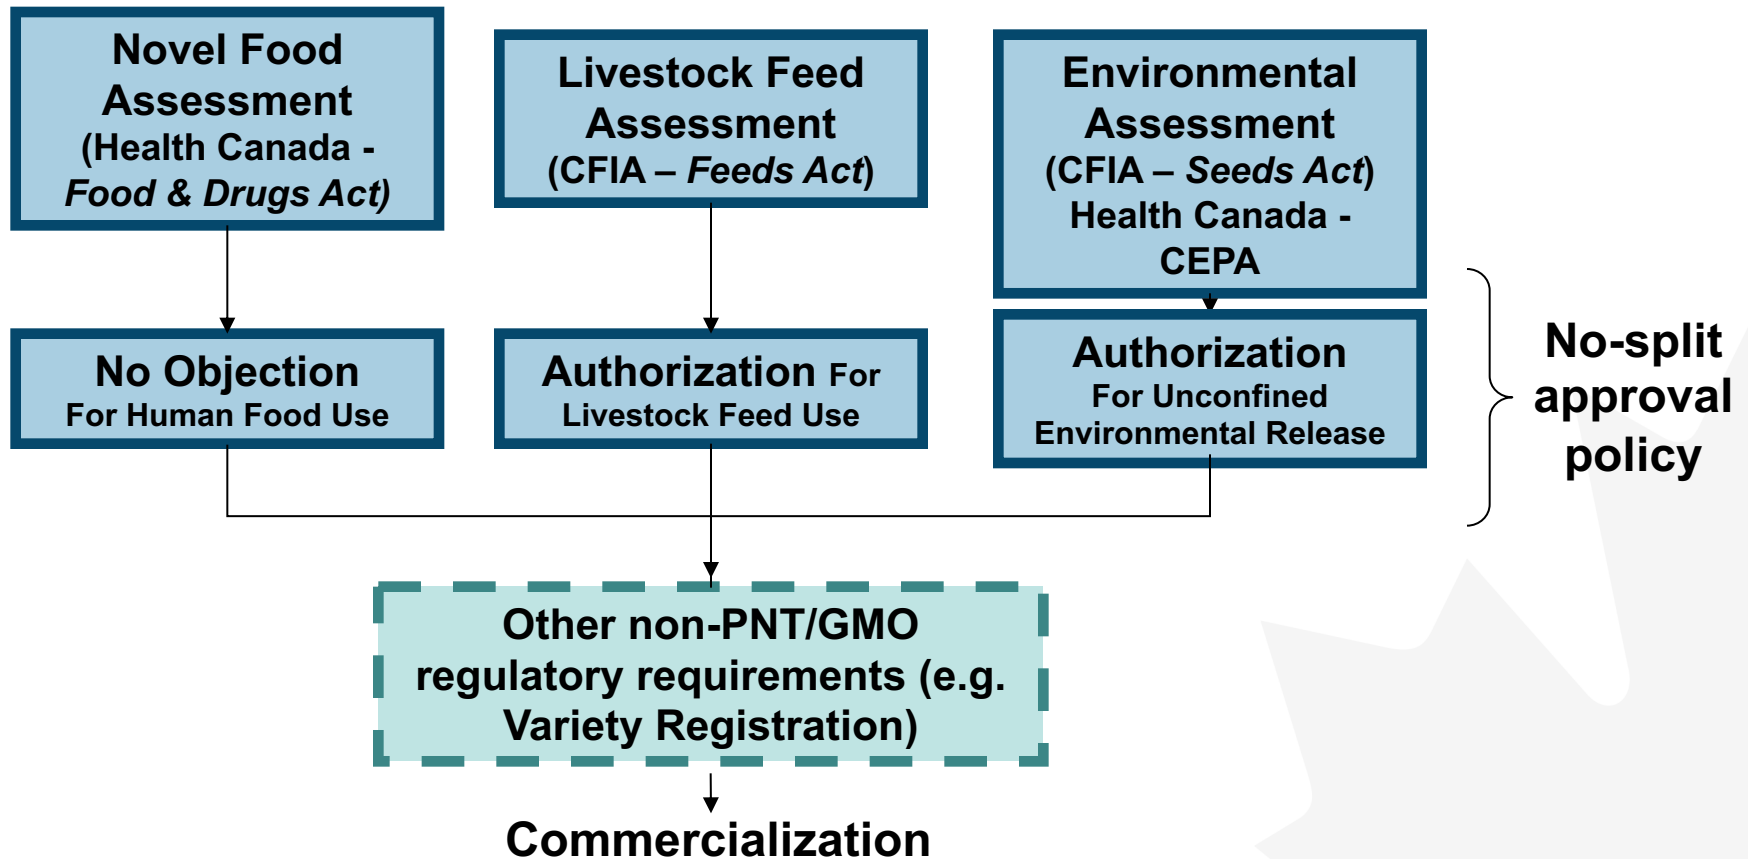 Novel Food
Assessment
(Health Canada -
Food & Drugs Act)
Livestock Feed
Assessment
(CFIA – Feeds Act)
Environmental
Assessment
(CFIA – Seeds Act)
Health Canada -
CEPA
No Objection
For Human Food Use
Authorization For
Livestock Feed Use
Authorization
For Unconfined
Environmental Release
No-split
approval
policy
Other non-PNT/GMO
regulatory requirements (e.g.
Variety Registration)
Commercialization